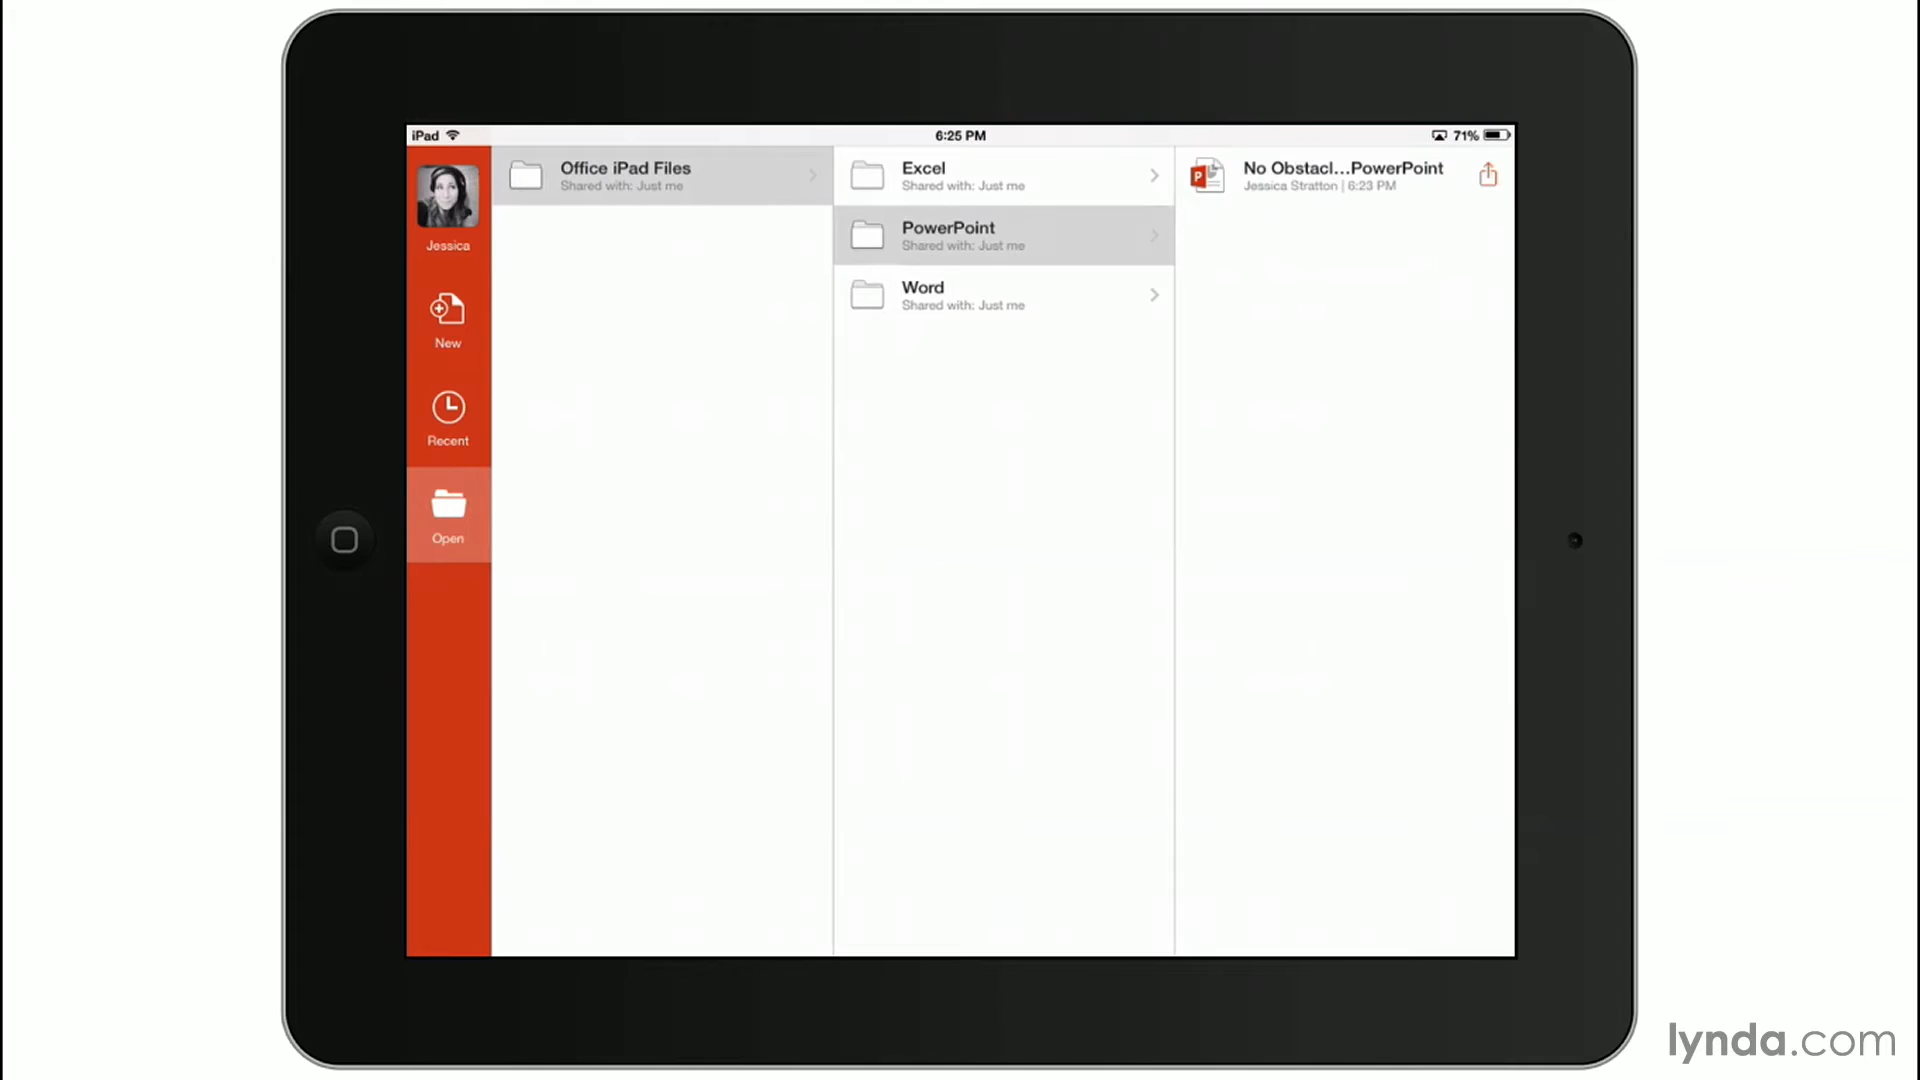 iPad 6:25 PM 71%
Jessica
New
Recent
Open
Office iPad Files
Shared with: Just me
Excel
Shared with: Just me
PowerPoint
Shared with: Just me
Word
Shared with: Just me
No Obstacl...PowerPoint
Jessica Stratton | 6:23 PM
P
lynda.com